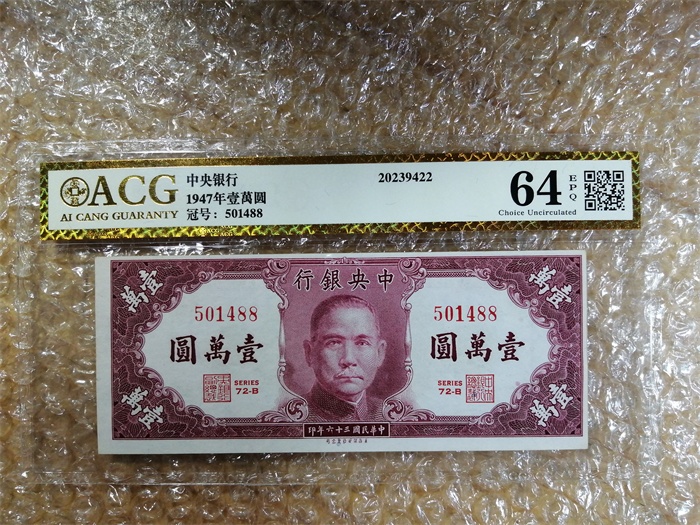 ACG
AI CANG GUARANTY
中央银行
1947年壹萬圆
冠号: 501488
20239422
64
EPQ
Choice Uncirculated
行銀央中
壹萬
壹萬
501488
501488
圓萬壹
圓萬壹
SERIES
72-B
SERIES
72-B
壹萬
壹萬
印年六十三國民華中